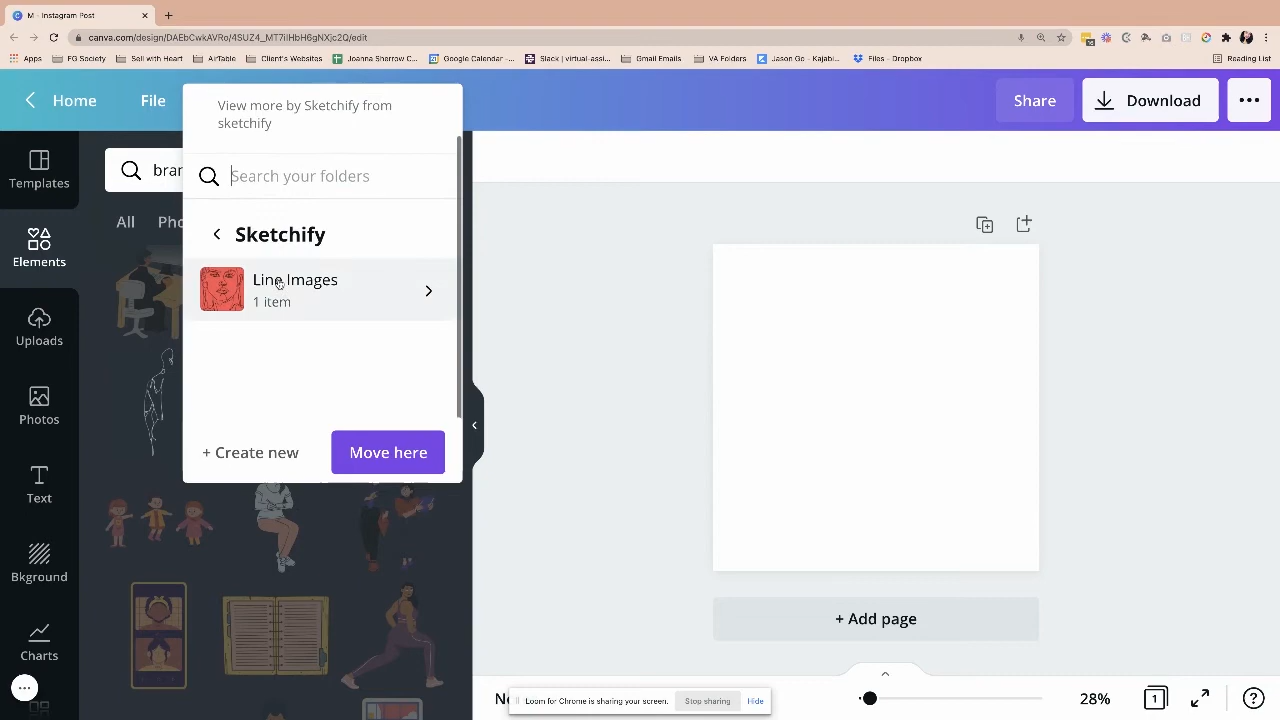 M - Instagram Post
canva.com/design/DAEbCwkAVRo/4SUZ4_MT7iIHbH6gNXjc2Q/edit
Apps
FG Society
Sell with Heart
AirTable
Client's Websites
Joanna Sherrow C...
Google Calendar -...
Slack | virtual-assi...
Gmail Emails
VA Folders
Jason Go - Kajabi...
Files - Dropbox
Reading List
Home
File
Share
Download
View more by Sketchify from
sketchify
Search your folders
Sketchify
Line Images
1 item
+ Create new
Move here
Templates
Elements
Uploads
Photos
Text
Bkground
Charts
All
+ Add page
Loom for Chrome is sharing your screen.
Stop sharing
Hide
28%
1